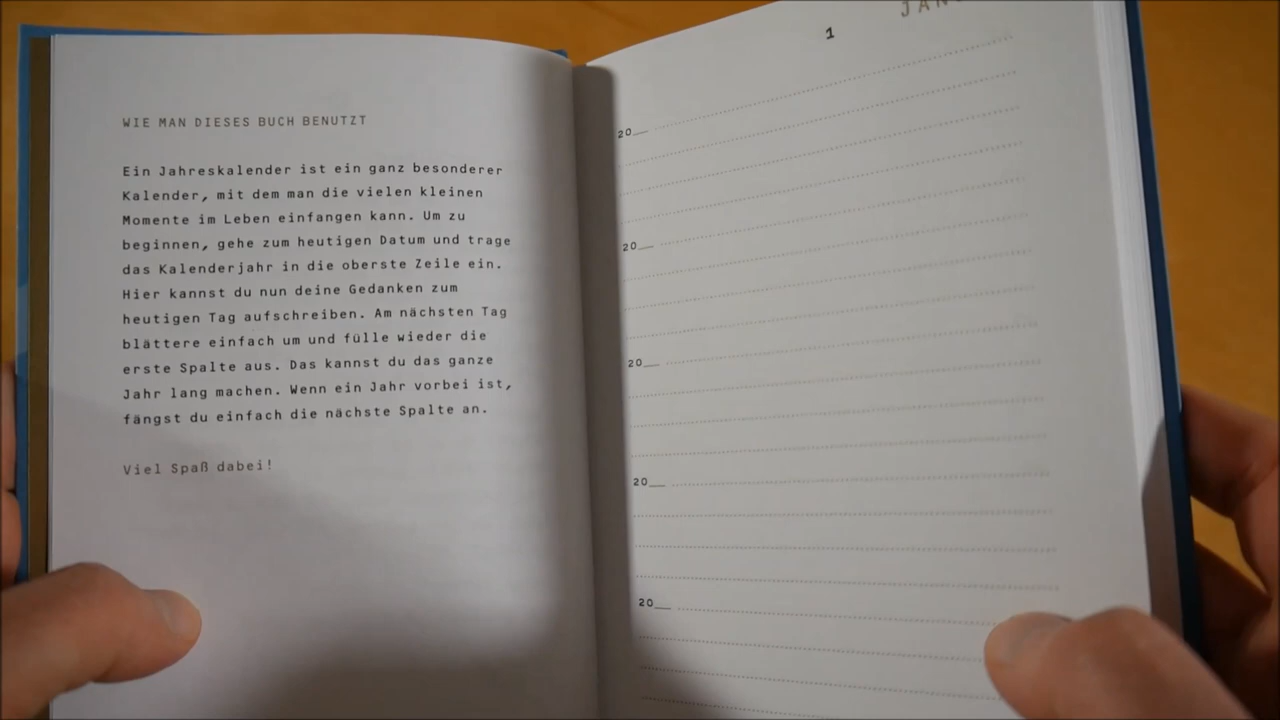 WIE MAN DIESES BUCH BENUTZT
Ein Jahreskalender ist ein ganz besonderer
Kalender, mit dem man die vielen kleinen
Momente im Leben einfangen kann. Um zu
beginnen, gehe zum heutigen Datum und trage
das Kalenderjahr in die oberste Zeile ein.
Hier kannst du nun deine Gedanken zum
heutigen Tag aufschreiben. Am nächsten Tag
blättere einfach um und fülle wieder die
erste Spalte aus. Das kannst du das ganze
Jahr lang machen. Wenn ein Jahr vorbei ist,
fängst du einfach die nächste Spalte an.
Viel Spaß dabei!
1
20__
20__
20__
20__
20__